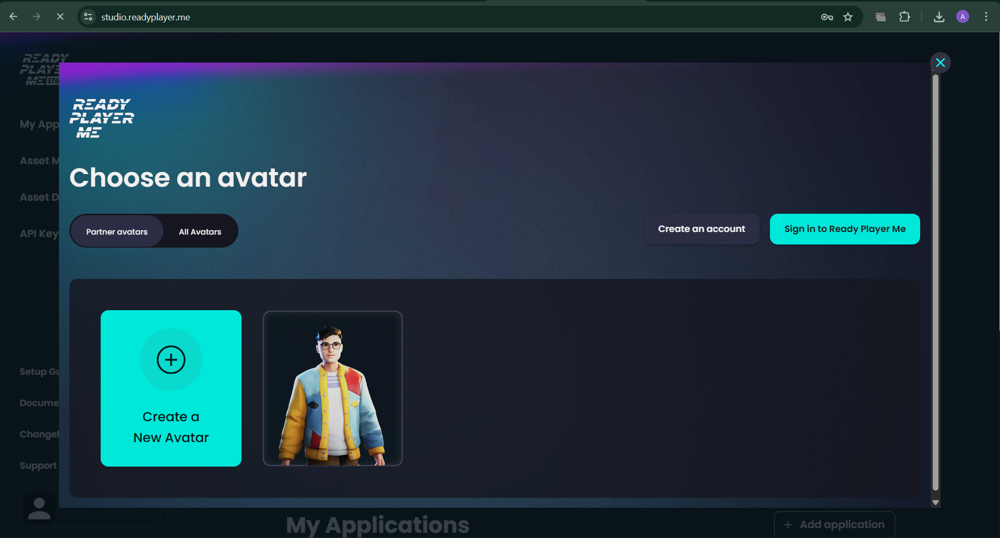 studio.readyplayer.me
A
READY
PLAYER
ME STU
READY
PLAYER
ME
My App
Asset M
Asset D
API Key
Choose an avatar
Partner avatars
All Avatars
Create an account
Sign in to Ready Player Me
Create a
New Avatar
Setup Gu
Docume
Changel
Support
My Applications
+ Add application